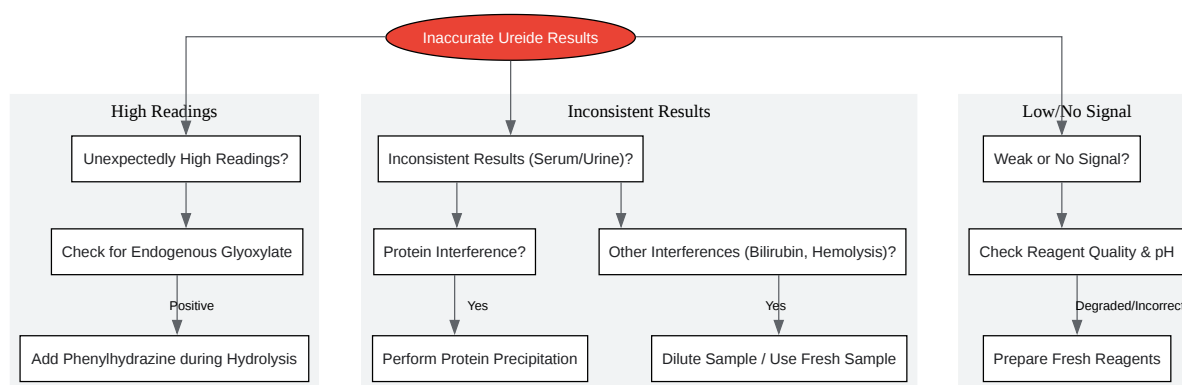 Inaccurate Ureide Results
High Readings
Inconsistent Results
Low/No Signal
Unexpectedly High Readings?
Inconsistent Results (Serum/Urine)?
Weak or No Signal?
Check for Endogenous Glyoxylate
Protein Interference?
Other Interferences (Bilirubin, Hemolysis)?
Check Reagent Quality & pH
Positive
Yes
Yes
Degraded/Incorrect
Add Phenylhydrazine during Hydrolysis
Perform Protein Precipitation
Dilute Sample / Use Fresh Sample
Prepare Fresh Reagents